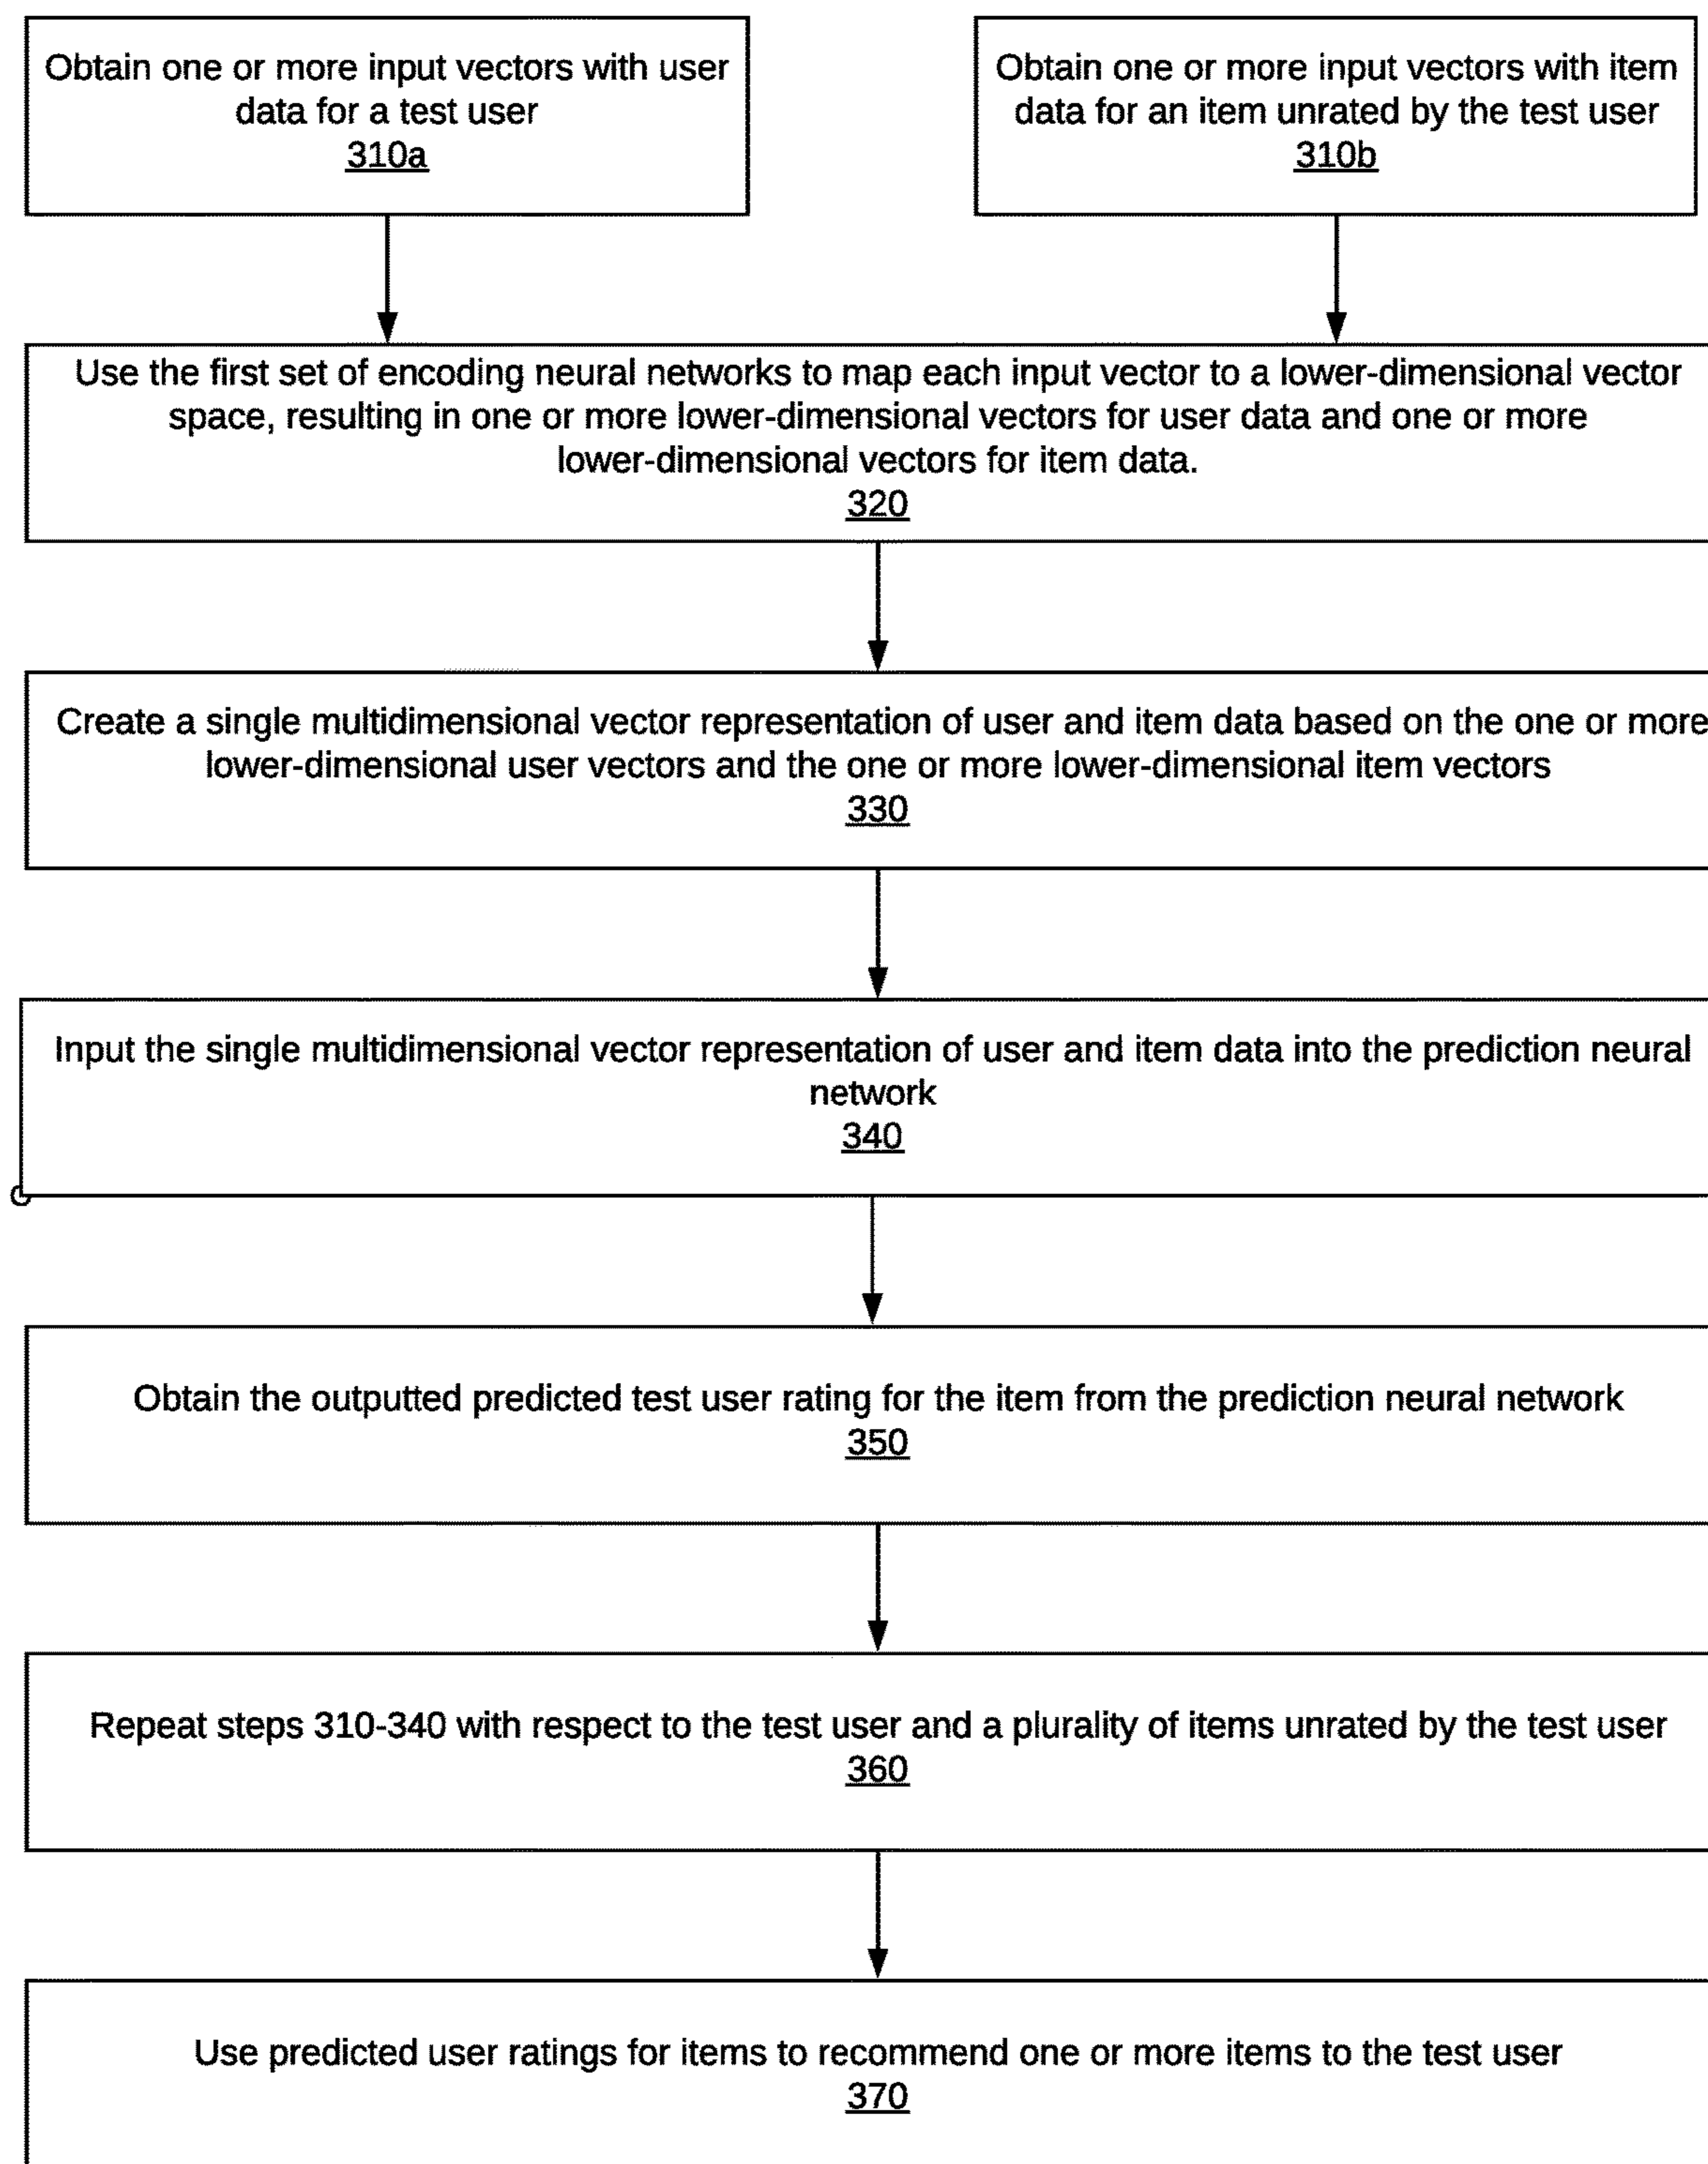 Obtain one or more input vectors with user
data for a test user
310a
Obtain one or more input vectors with item
data for an item unrated by the test user
310b
Use the first set of encoding neural networks to map each input vector to a lower-dimensional vector
space, resulting in one or more lower-dimensional vectors for user data and one or more
lower-dimensional vectors for item data.
320
Create a single multidimensional vector representation of user and item data based on the one or more
lower-dimensional user vectors and the one or more lower-dimensional item vectors
330
Input the single multidimensional vector representation of user and item data into the prediction neural
network
340
Obtain the outputted predicted test user rating for the item from the prediction neural network
350
Repeat steps 310-340 with respect to the test user and a plurality of items unrated by the test user
360
Use predicted user ratings for items to recommend one or more items to the test user
370